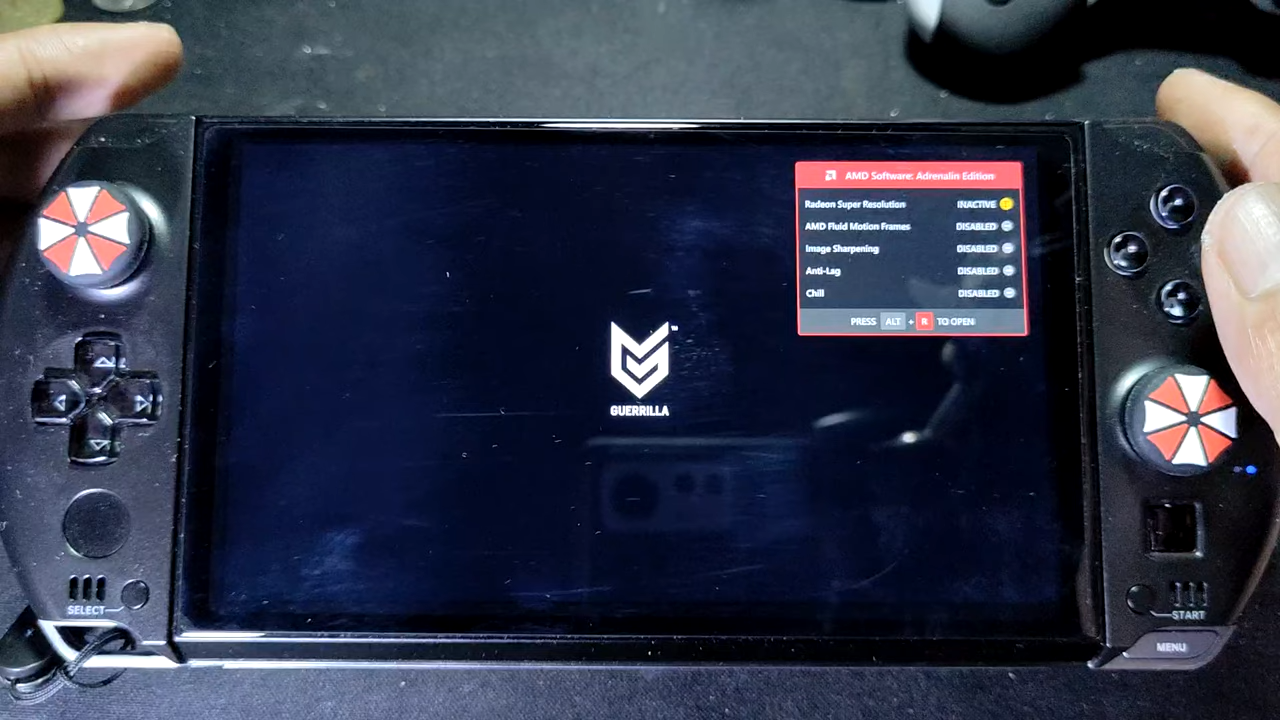 AMD Software: Adrenalin Edition
Radeon Super Resolution INACTIVE
AMD Fluid Motion Frames DISABLED
Image Sharpening DISABLED
Anti-Lag DISABLED
Chill DISABLED
PRESS ALT + R TO OPEN
TM
GUERRILLA
SELECT
START
MENU